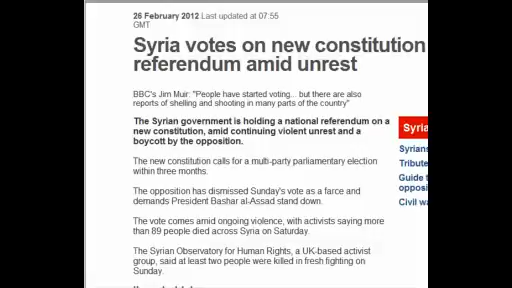 26 February 2012 Last updated at 07:55
GMT
Syria votes on new constitution
referendum amid unrest
BBC's Jim Muir: "People have started voting... but there are also
reports of shelling and shooting in many parts of the country"
The Syrian government is holding a national referendum on a
new constitution, amid continuing violent unrest and a
boycott by the opposition.
The new constitution calls for a multi-party parliamentary election
within three months.
The opposition has dismissed Sunday's vote as a farce and
demands President Bashar al-Assad stand down.
The vote comes amid ongoing violence, with activists saying more
than 89 people died across Syria on Saturday.
The Syrian Observatory for Human Rights, a UK-based activist
group, said at least two people were killed in fresh fighting on
Sunday.
Syria
Syrians
Tribute
Guide t
opposi
Civil wa